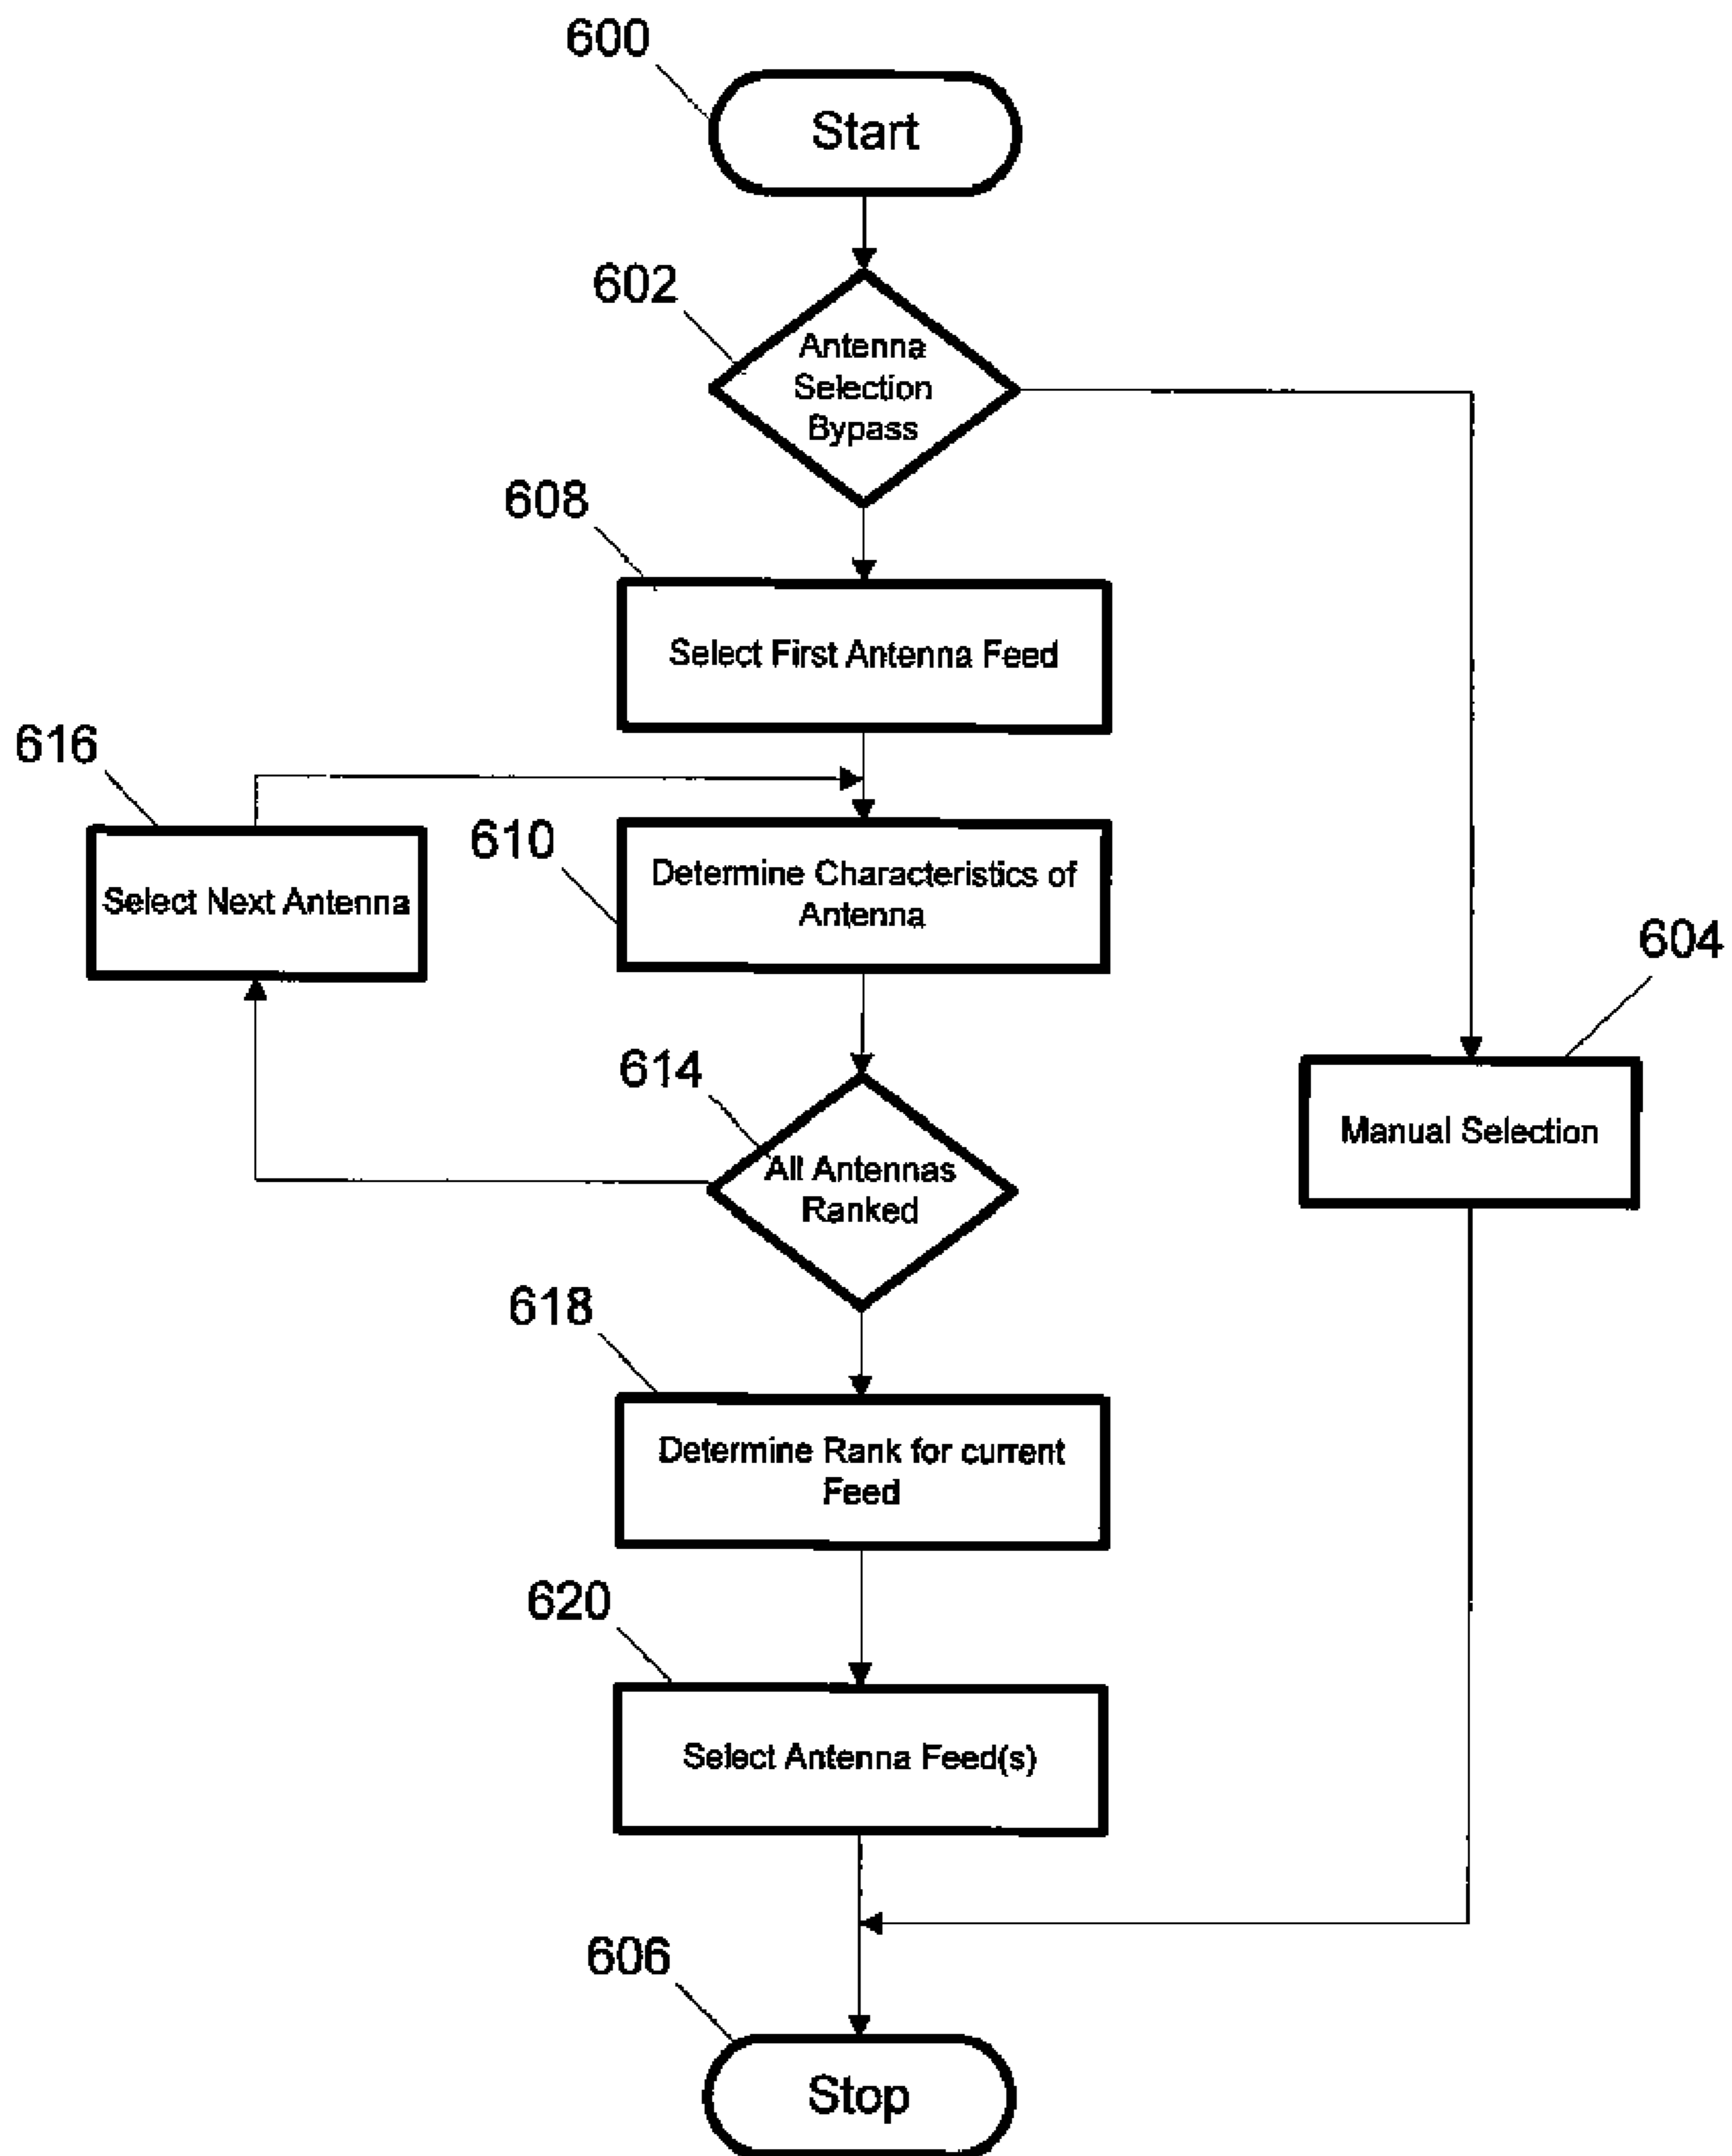 600
Start
602
Antenna
Selection
Bypass
608
Select First Antenna Feed
616
Select Next Antenna
610
Determine Characteristics of
Antenna
604
Manual Selection
614
All Antennas
Ranked
618
Determine Rank for current
Feed
620
Select Antenna Feed(s)
606
Stop